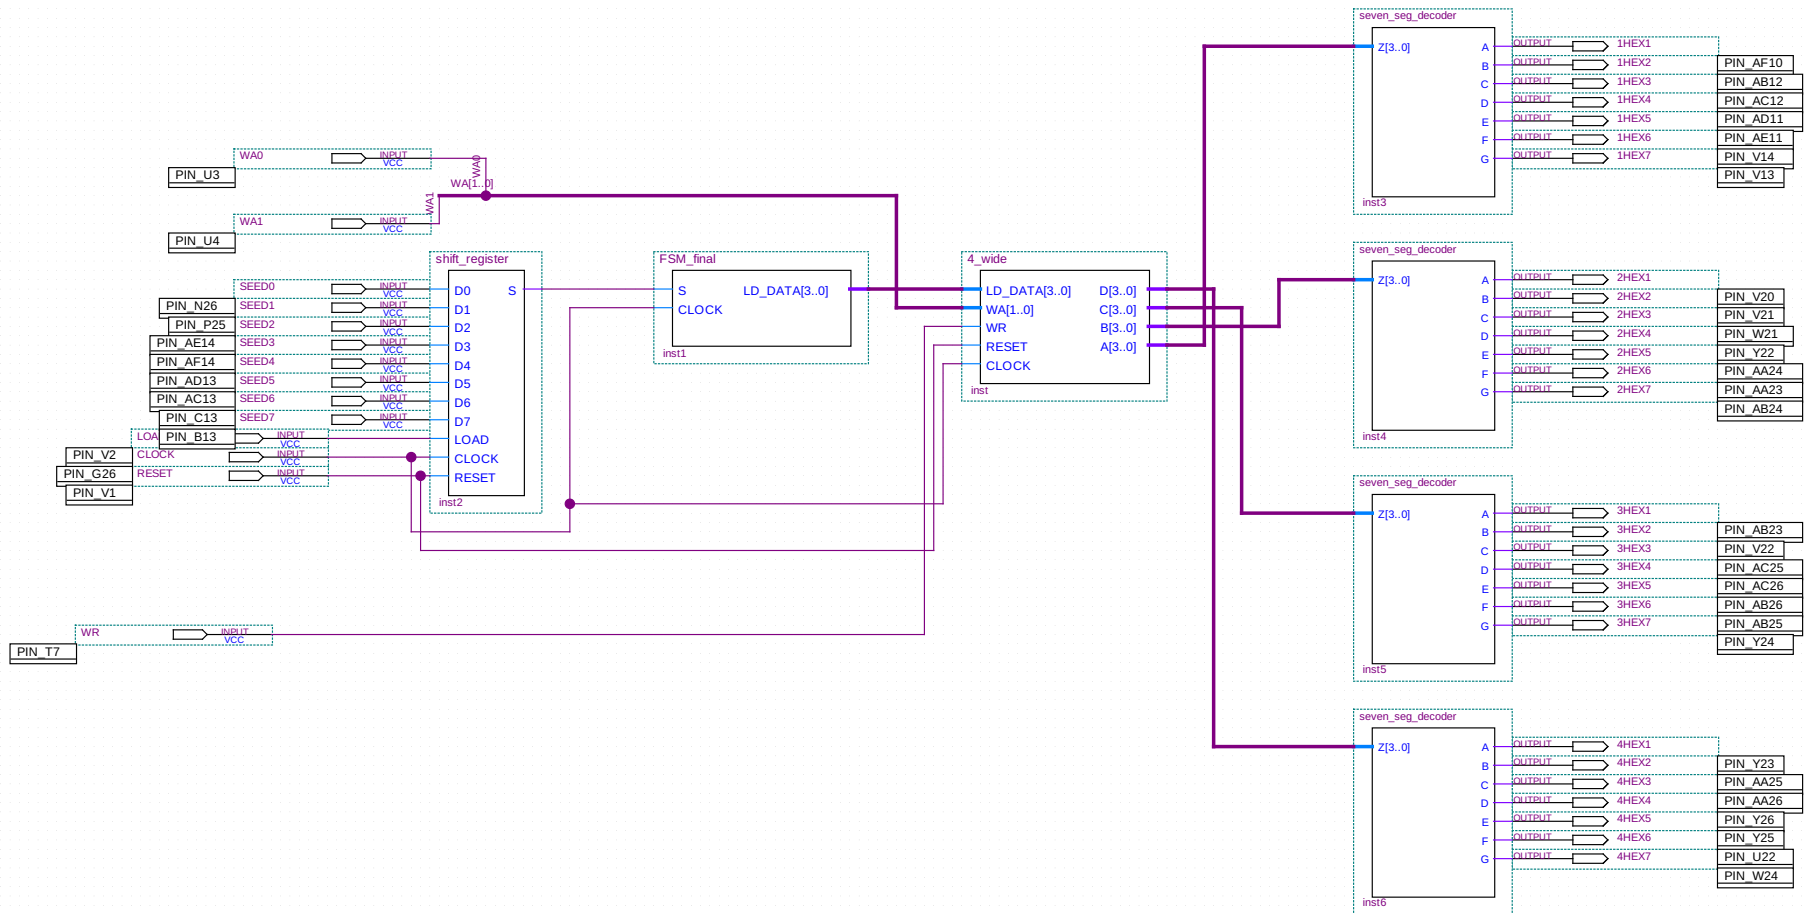 WA0
INPUT
VCC
PIN_U3
WA0
WA[1..0]
WA1
WA1
INPUT
VCC
PIN_U4
shift_register
SEED0
INPUT
VCC
D0
S
PIN_N26
SEED1
INPUT
VCC
D1
PIN_P25
SEED2
INPUT
VCC
D2
PIN_AE14
SEED3
INPUT
VCC
D3
PIN_AF14
SEED4
INPUT
VCC
D4
PIN_AD13
SEED5
INPUT
VCC
D5
PIN_AC13
SEED6
INPUT
VCC
D6
PIN_C13
SEED7
INPUT
VCC
D7
PIN_B13
LOA
INPUT
VCC
LOAD
PIN_V2
CLOCK
INPUT
VCC
CLOCK
PIN_G26
RESET
INPUT
VCC
RESET
PIN_V1
inst2
WR
INPUT
VCC
PIN_T7
FSM_final
S
LD_DATA[3..0]
CLOCK
inst1
4_wide
LD_DATA[3..0]
D[3..0]
WA[1..0]
C[3..0]
WR
B[3..0]
RESET
A[3..0]
CLOCK
inst
seven_seg_decoder
Z[3..0]
A
OUTPUT
1HEX1
PIN_AF10
B
OUTPUT
1HEX2
PIN_AB12
C
OUTPUT
1HEX3
PIN_AC12
D
OUTPUT
1HEX4
PIN_AD11
E
OUTPUT
1HEX5
PIN_AE11
F
OUTPUT
1HEX6
PIN_V14
G
OUTPUT
1HEX7
PIN_V13
inst3
seven_seg_decoder
Z[3..0]
A
OUTPUT
2HEX1
PIN_V20
B
OUTPUT
2HEX2
PIN_V21
C
OUTPUT
2HEX3
PIN_W21
D
OUTPUT
2HEX4
PIN_Y22
E
OUTPUT
2HEX5
PIN_AA24
F
OUTPUT
2HEX6
PIN_AA23
G
OUTPUT
2HEX7
PIN_AB24
inst4
seven_seg_decoder
Z[3..0]
A
OUTPUT
3HEX1
PIN_AB23
B
OUTPUT
3HEX2
PIN_V22
C
OUTPUT
3HEX3
PIN_AC25
D
OUTPUT
3HEX4
PIN_AC26
E
OUTPUT
3HEX5
PIN_AB26
F
OUTPUT
3HEX6
PIN_AB25
G
OUTPUT
3HEX7
PIN_Y24
inst5
seven_seg_decoder
Z[3..0]
A
OUTPUT
4HEX1
PIN_Y23
B
OUTPUT
4HEX2
PIN_AA25
C
OUTPUT
4HEX3
PIN_AA26
D
OUTPUT
4HEX4
PIN_Y26
E
OUTPUT
4HEX5
PIN_Y25
F
OUTPUT
4HEX6
PIN_U22
G
OUTPUT
4HEX7
PIN_W24
inst6